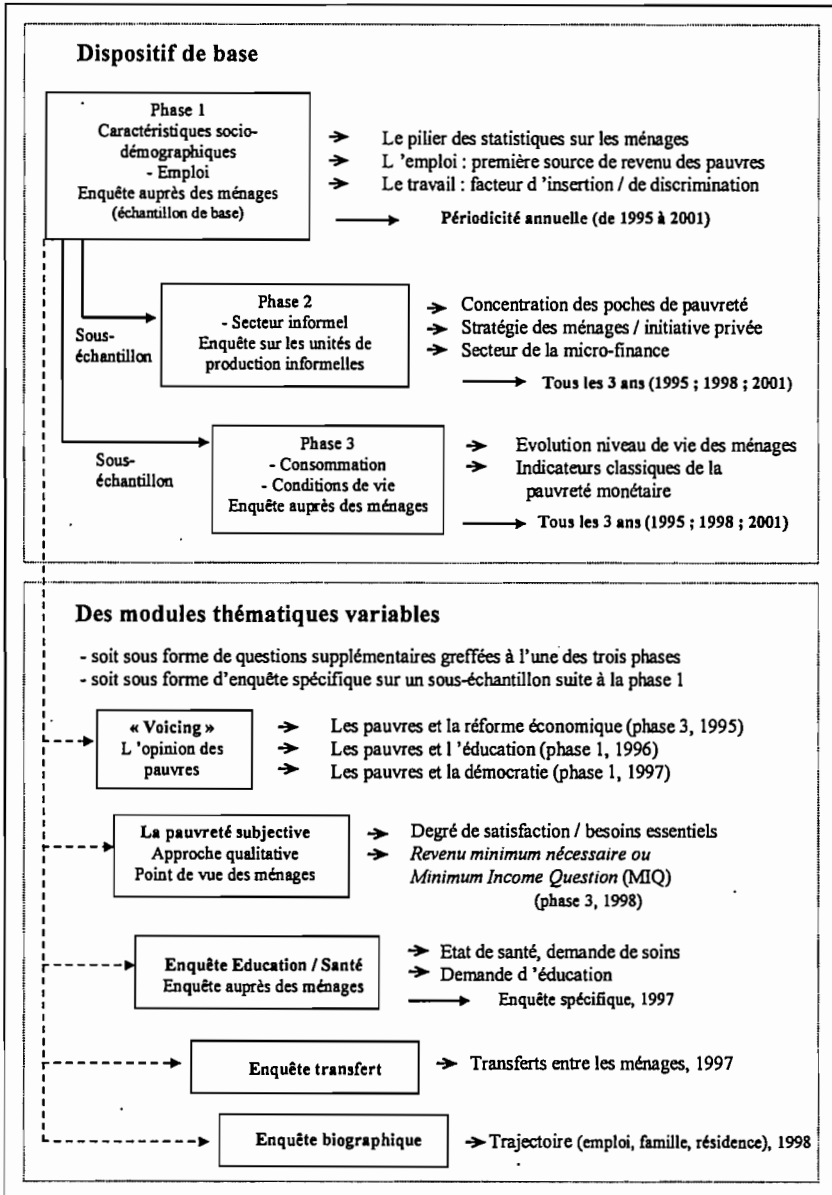 Dispositif de base
Phase 1
Caractéristiques socio-
démographiques
- Emploi
Enquête auprès des ménages
(échantillon de base)
→ Le pilier des statistiques sur les ménages
→ L 'emploi : première source de revenu des pauvres
→ Le travail : facteur d 'insertion / de discrimination
→ Périodicité annuelle (de 1995 à 2001)
Sous-
échantillon
Phase 2
- Secteur informel
Enquête sur les unités de
production informelles
→ Concentration des poches de pauvreté
→ Stratégie des ménages / initiative privée
→ Secteur de la micro-finance
→ Tous les 3 ans (1995 ; 1998 ; 2001)
Sous-
échantillon
Phase 3
- Consommation
- Conditions de vie
Enquête auprès des ménages
→ Evolution niveau de vie des ménages
→ Indicateurs classiques de la
pauvreté monétaire
→ Tous les 3 ans (1995 ; 1998 ; 2001)
Des modules thématiques variables
- soit sous forme de questions supplémentaires greffées à l'une des trois phases
- soit sous forme d'enquête spécifique sur un sous-échantillon suite à la phase 1
« Voicing »
L 'opinion des
pauvres
→ Les pauvres et la réforme économique (phase 3, 1995)
→ Les pauvres et l 'éducation (phase 1, 1996)
→ Les pauvres et la démocratie (phase 1, 1997)
La pauvreté subjective
Approche qualitative
Point de vue des ménages
→ Degré de satisfaction / besoins essentiels
→ Revenu minimum nécessaire ou
Minimum Income Question (MIQ)
(phase 3, 1998)
Enquête Education / Santé
Enquête auprès des ménages
→ Etat de santé, demande de soins
→ Demande d 'éducation
→ Enquête spécifique, 1997
Enquête transfert
→ Transferts entre les ménages, 1997
Enquête biographique
→ Trajectoire (emploi, famille, résidence), 1998